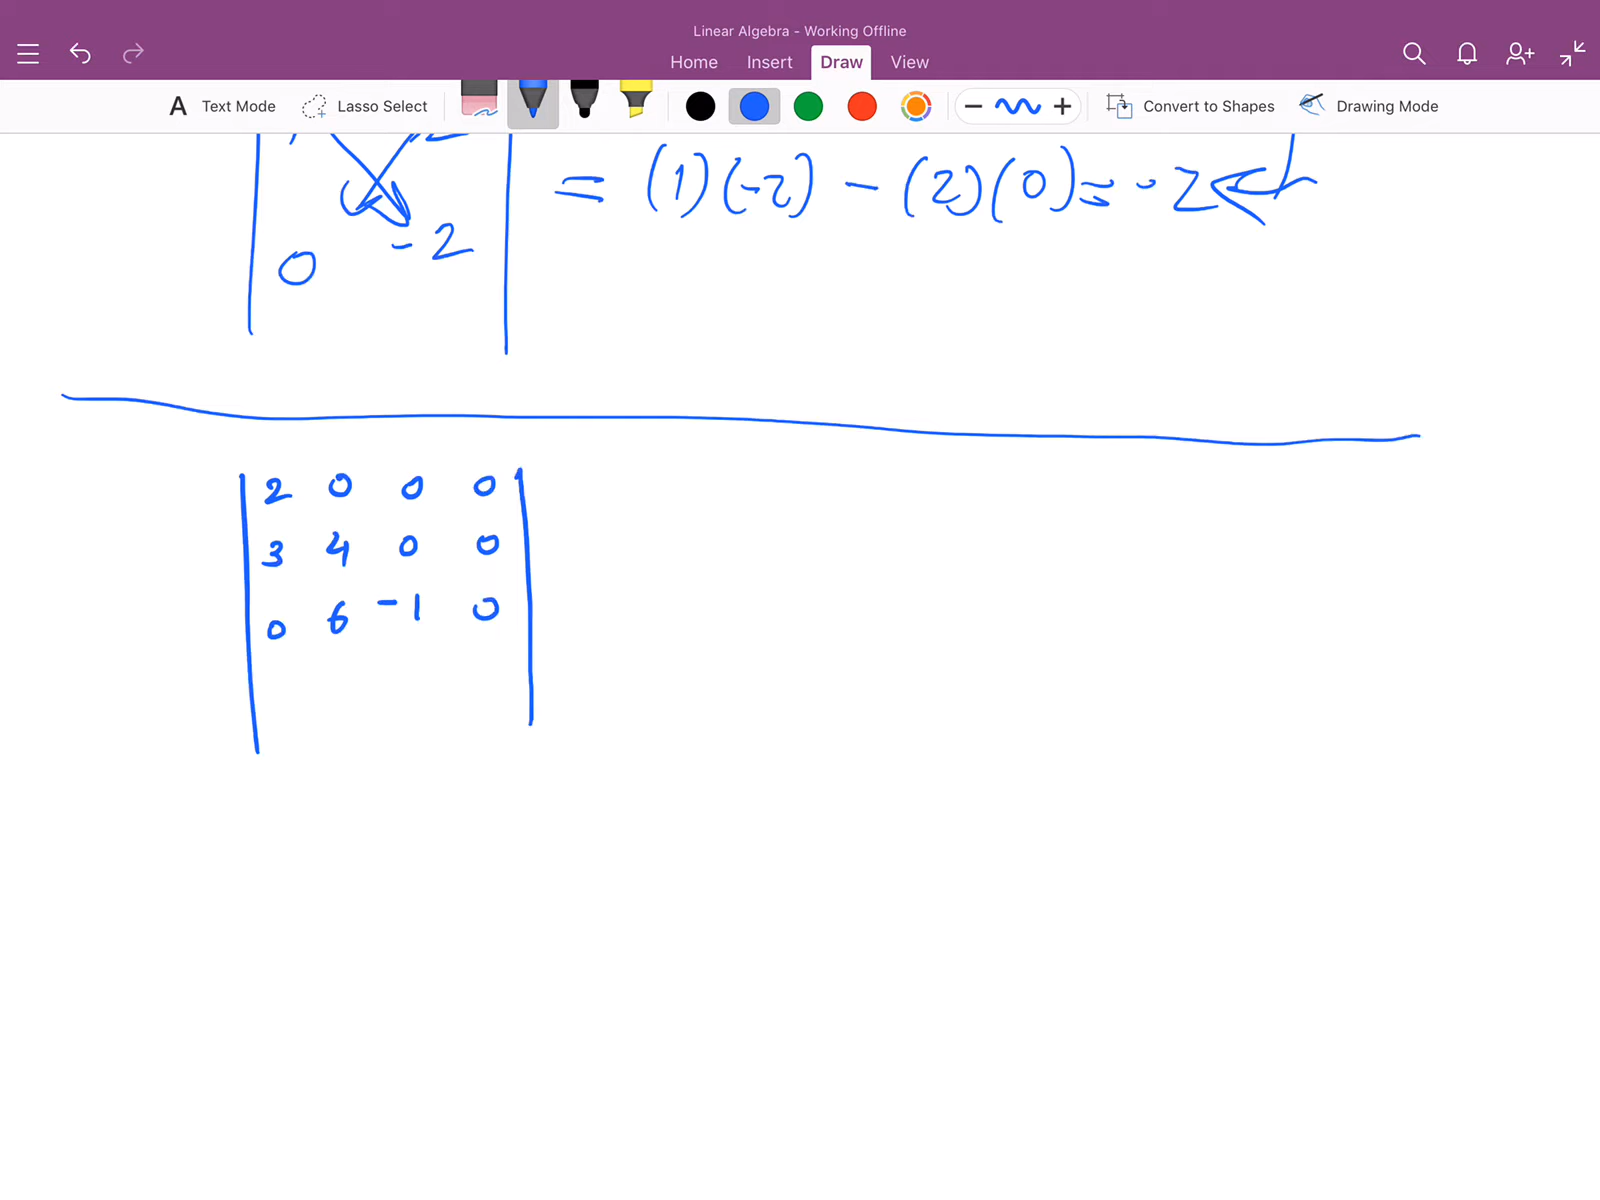 Linear Algebra - Working Offline
Home Insert Draw View
A Text Mode Lasso Select Convert to Shapes Drawing Mode
= (1)(-2) - (2)(0) = -2
0 -2
2 0 0 0
3 4 0 0
0 6 -1 0